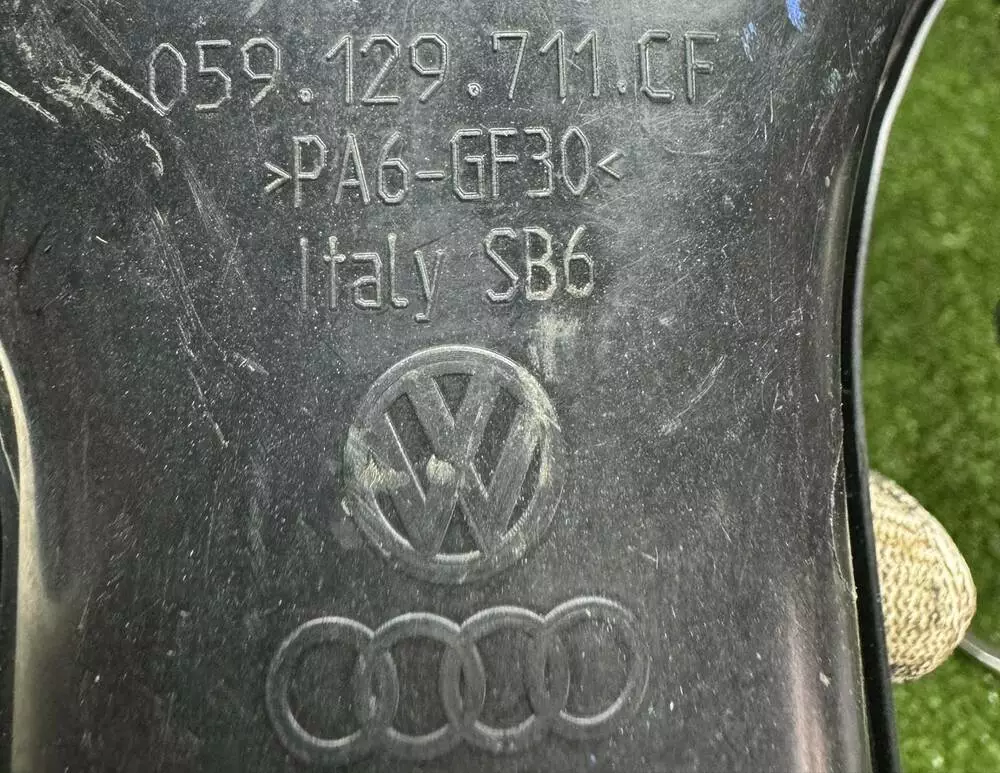 059.129.711.CF
>PA6-GF30<
Italy SB6